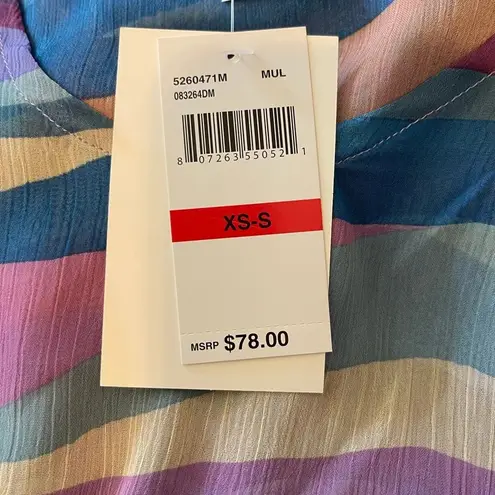 5260471M MUL
083264DM
8 07263 55052 1
XS-S
MSRP $78.00